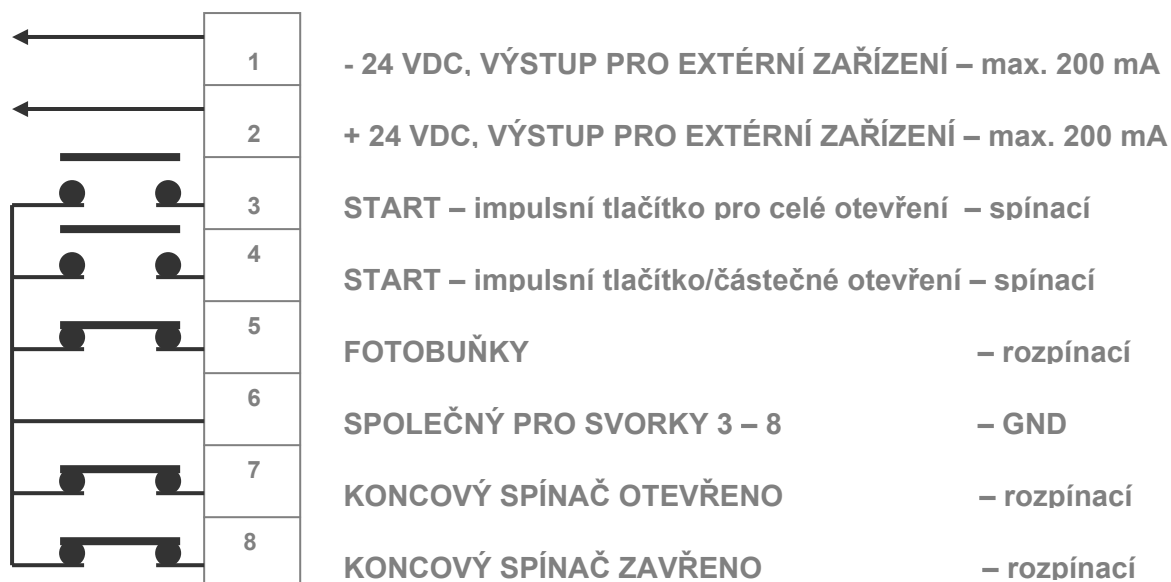 1 - 24 VDC, VÝSTUP PRO EXTÉRNÍ ZAŘÍZENÍ – max. 200 mA
2 + 24 VDC, VÝSTUP PRO EXTÉRNÍ ZAŘÍZENÍ – max. 200 mA
3 START – impulsní tlačítko pro celé otevření – spínací
4 START – impulsní tlačítko/částečné otevření – spínací
5 FOTOBUŇKY – rozpínací
6 SPOLEČNÝ PRO SVORKY 3 – 8 – GND
7 KONCOVÝ SPÍNAČ OTEVŘENO – rozpínací
8 KONCOVÝ SPÍNAČ ZAVŘENO – rozpínací